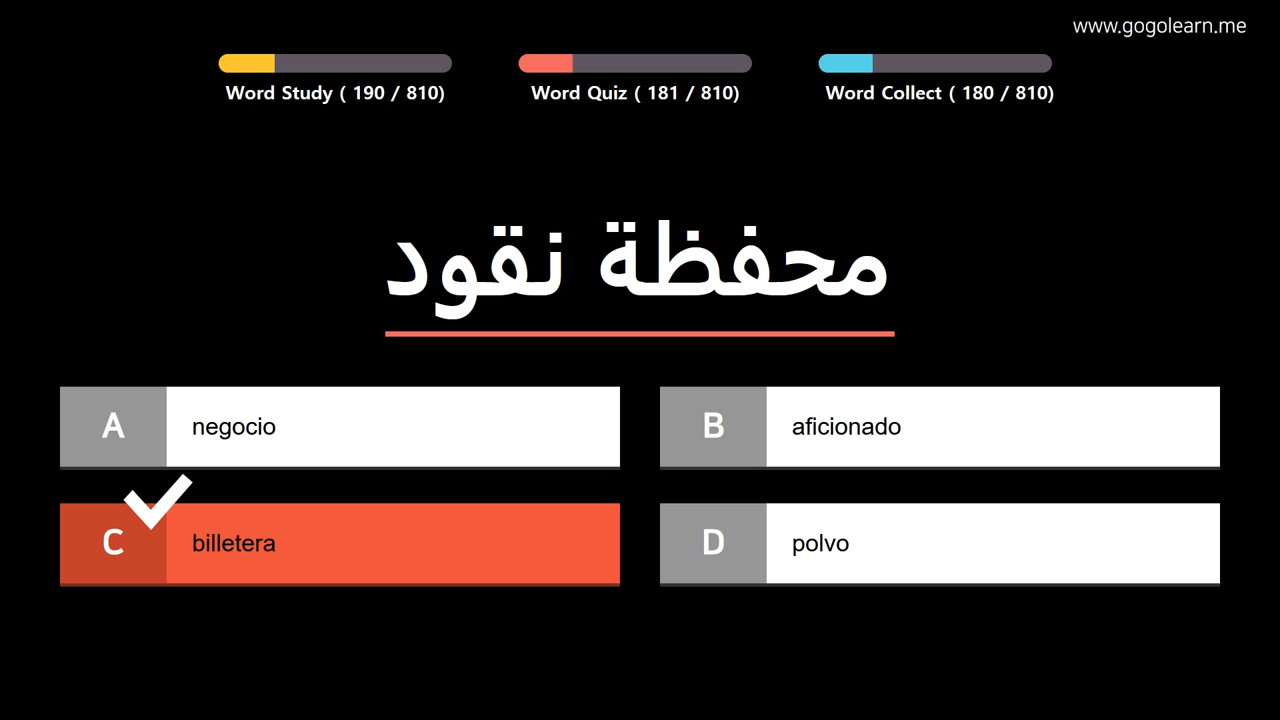 www.gogolearn.me
Word Study ( 190 / 810)
Word Quiz ( 181 / 810)
Word Collect ( 180 / 810)
محفظة نقود
A negocio
B aficionado
C billetera
D polvo